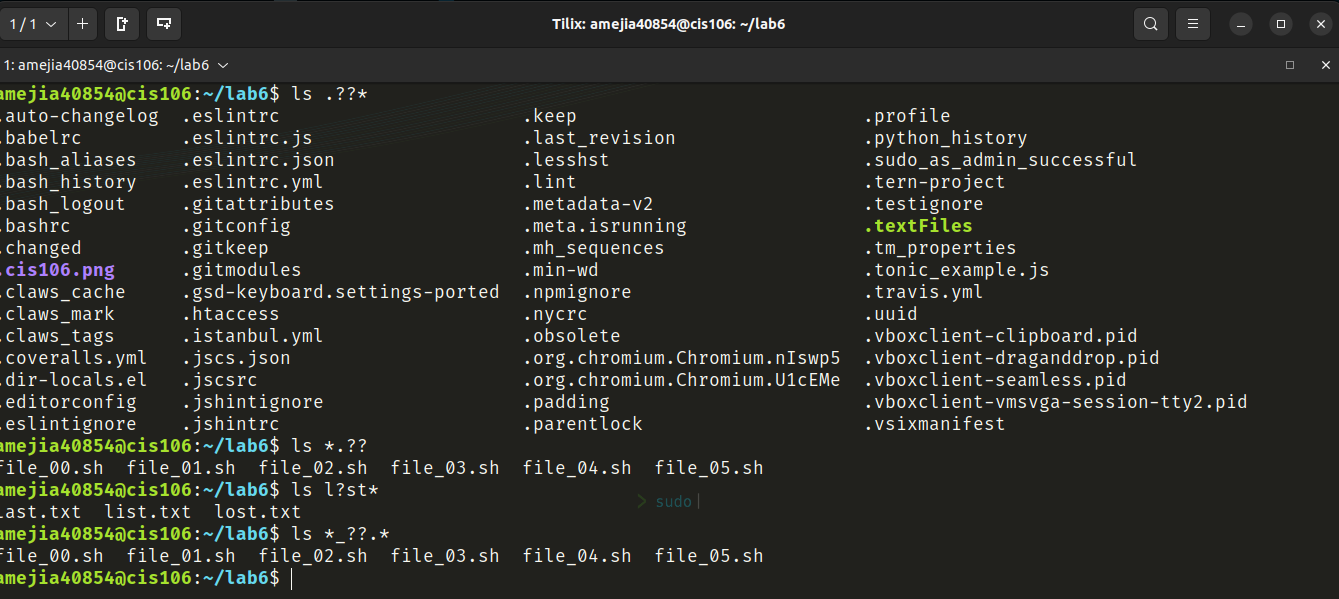 1 / 1
Tilix: amejia40854@cis106: ~/lab6
1: amejia40854@cis106: ~/lab6
amejia40854@cis106:~/lab6$ ls .??*
.auto-changelog .eslintrc .keep .profile
.babelrc .eslintrc.js .last_revision .python_history
.bash_aliases .eslintrc.json .lesshst .sudo_as_admin_successful
.bash_history .eslintrc.yml .lint .tern-project
.bash_logout .gitattributes .metadata-v2 .testignore
.bashrc .gitconfig .meta.isrunning .textFiles
.changed .gitkeep .mh_sequences .tm_properties
.cis106.png .gitmodules .min-wd .tonic_example.js
.claws_cache .gsd-keyboard.settings-ported .npmignore .travis.yml
.claws_mark .htaccess .nycrc .uuid
.claws_tags .istanbul.yml .obsolete .vboxclient-clipboard.pid
.coveralls.yml .jscs.json .org.chromium.Chromium.nIswp5 .vboxclient-draganddrop.pid
.dir-locals.el .jscsrc .org.chromium.Chromium.U1cEMe .vboxclient-seamless.pid
.editorconfig .jshintignore .padding .vboxclient-vmsvga-session-tty2.pid
.eslintignore .jshintrc .parentlock .vsixmanifest
amejia40854@cis106:~/lab6$ ls *.??
file_00.sh file_01.sh file_02.sh file_03.sh file_04.sh file_05.sh
amejia40854@cis106:~/lab6$ ls l?st*
> sudo
last.txt list.txt lost.txt
amejia40854@cis106:~/lab6$ ls *_??.*
file_00.sh file_01.sh file_02.sh file_03.sh file_04.sh file_05.sh
amejia40854@cis106:~/lab6$